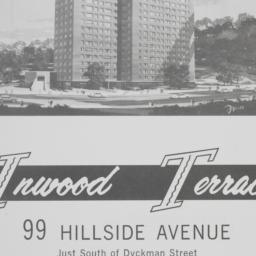 Inwood Terrac
99 HILLSIDE AVENUE
Just South of Dyckman Street